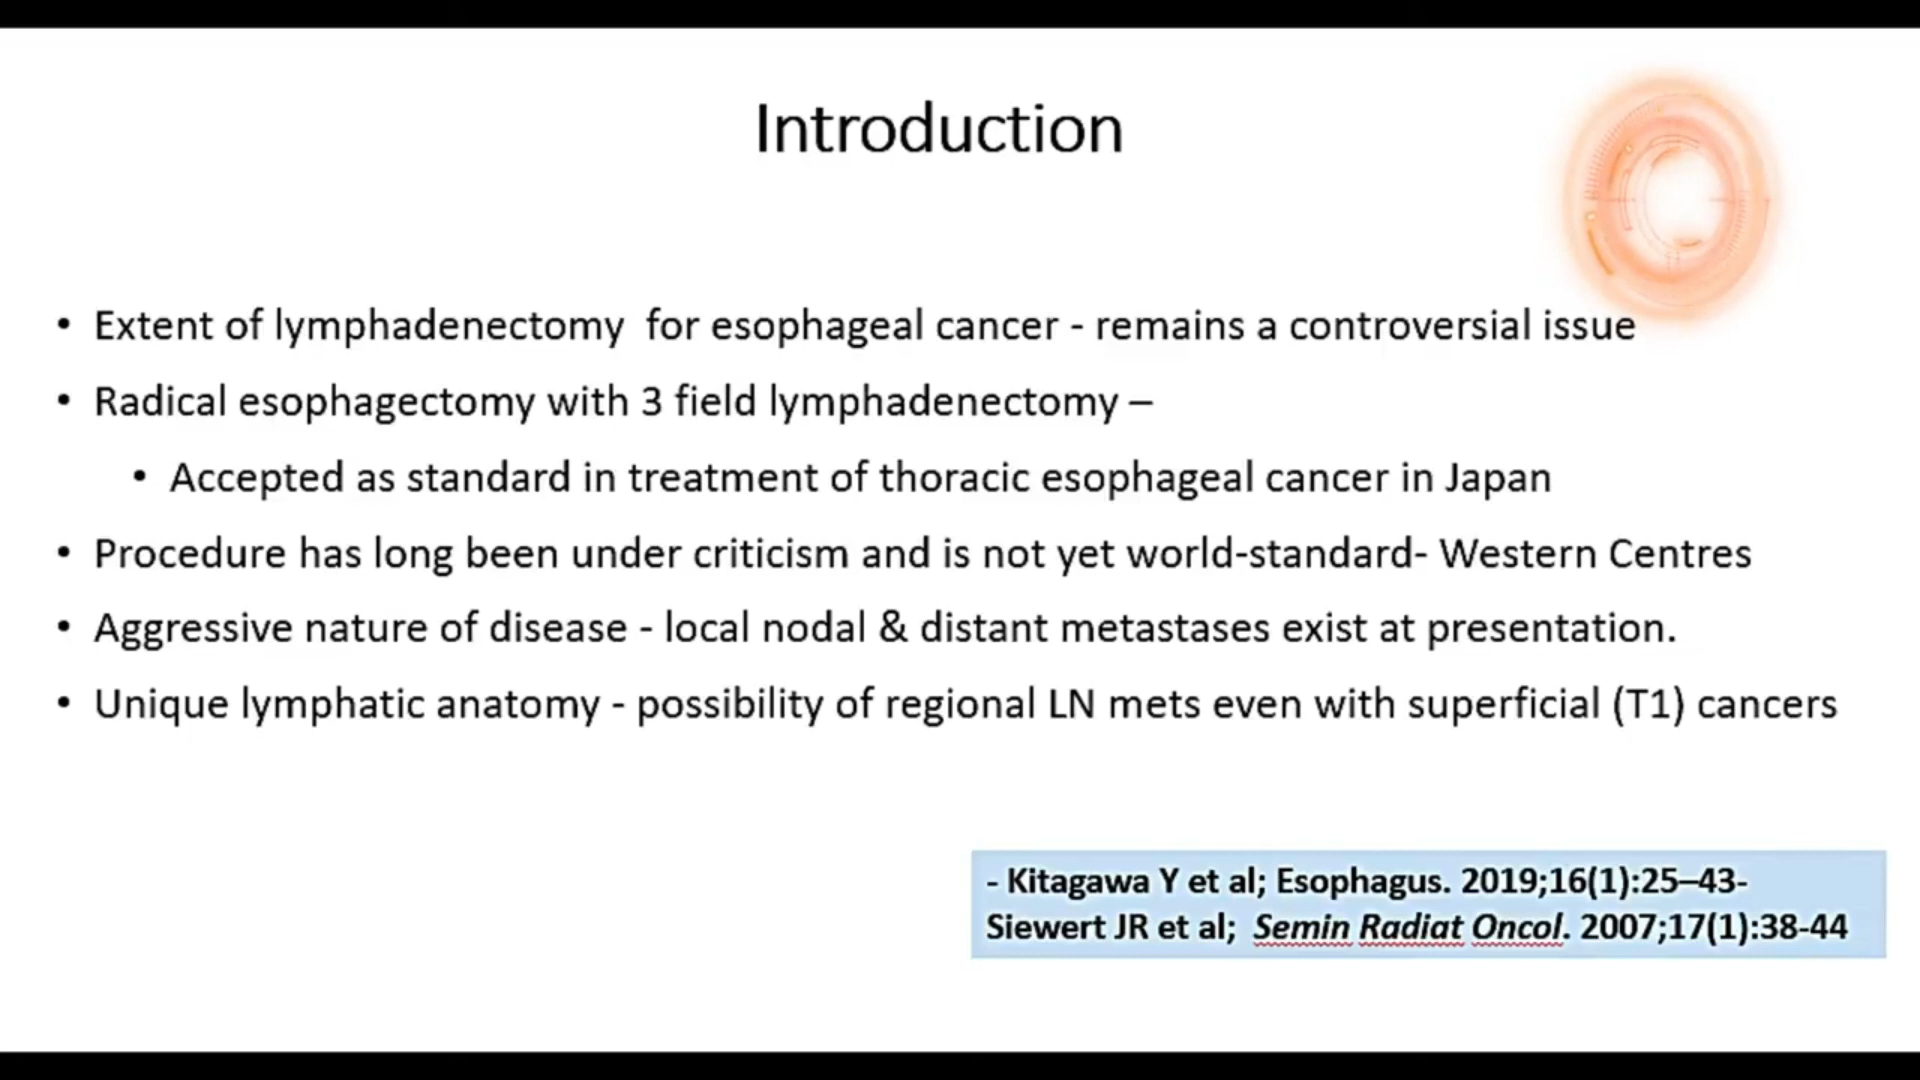 Introduction
• Extent of lymphadenectomy  for esophageal cancer - remains a controversial issue
• Radical esophagectomy with 3 field lymphadenectomy –
• Accepted as standard in treatment of thoracic esophageal cancer in Japan
• Procedure has long been under criticism and is not yet world-standard- Western Centres
• Aggressive nature of disease - local nodal & distant metastases exist at presentation.
• Unique lymphatic anatomy - possibility of regional LN mets even with superficial (T1) cancers
- Kitagawa Y et al; Esophagus. 2019;16(1):25–43-
Siewert JR et al;  Semin Radiat Oncol. 2007;17(1):38-44